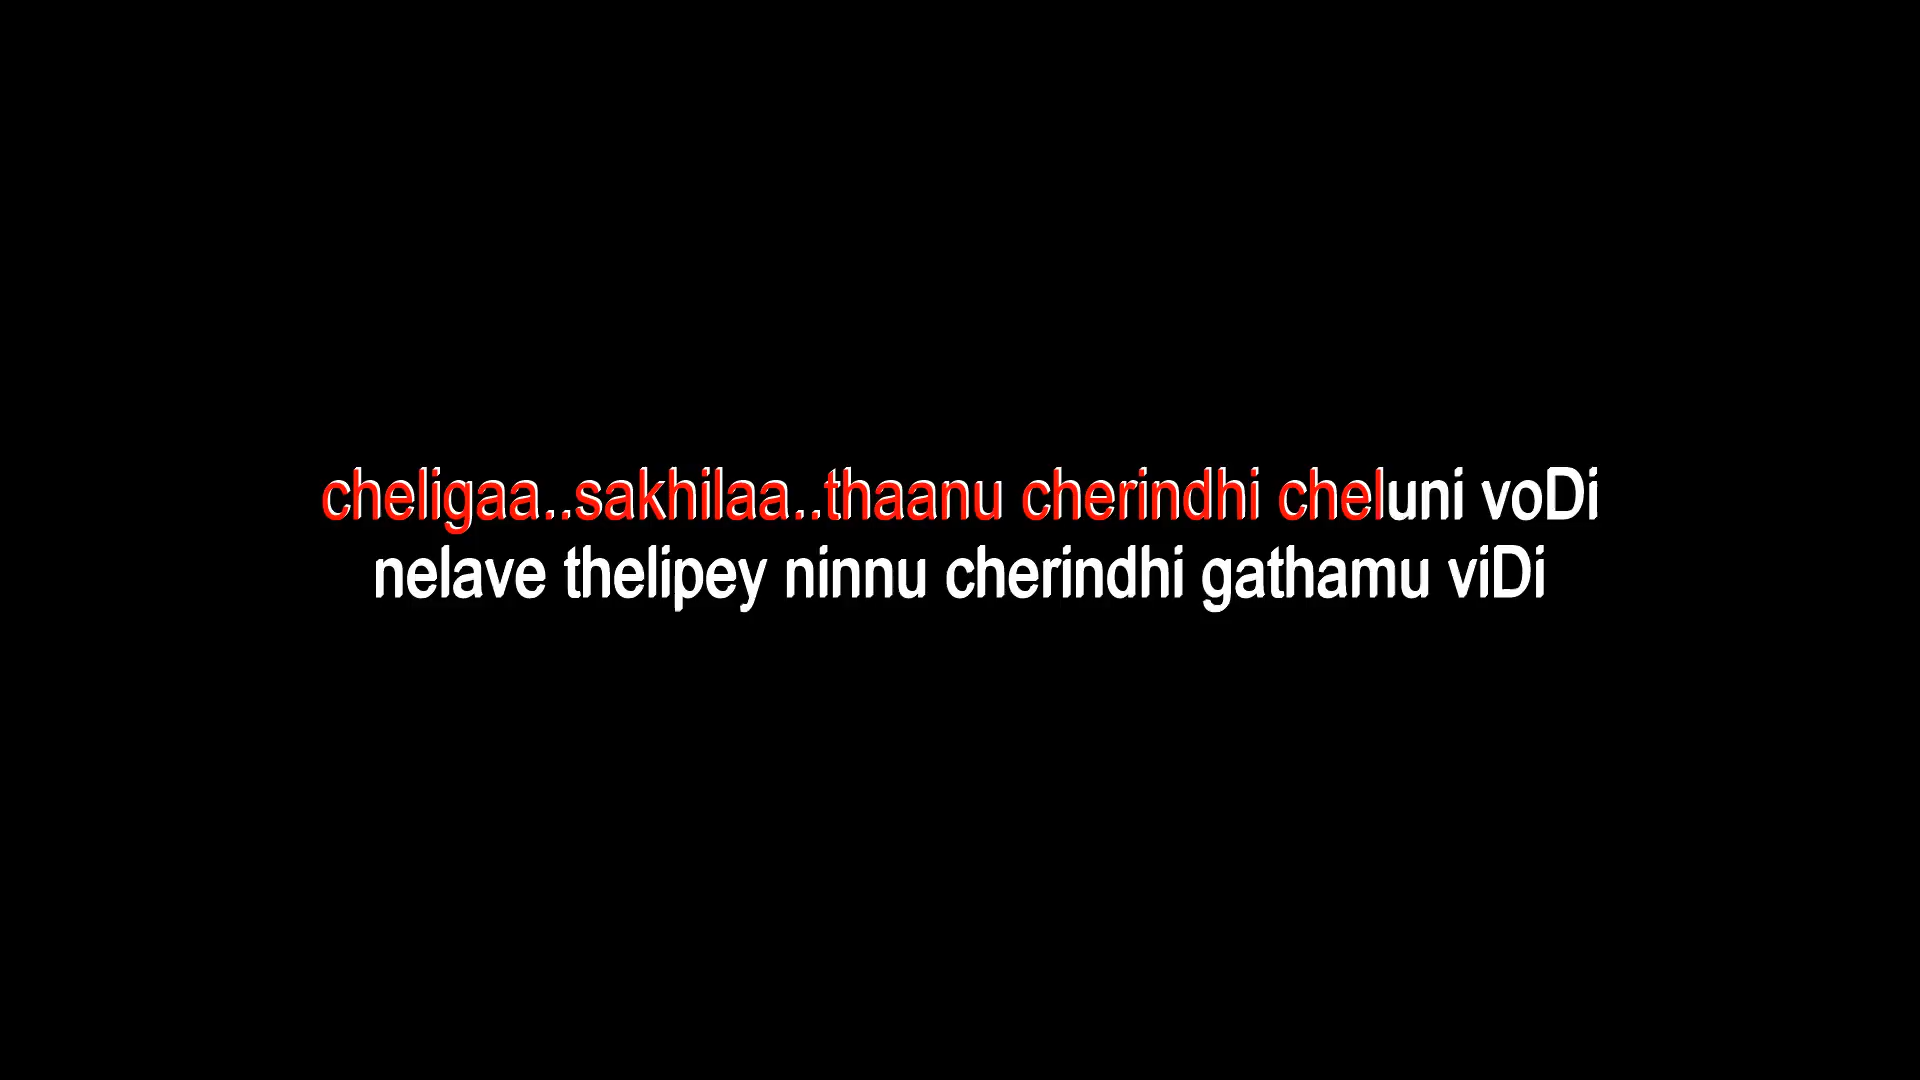 cheligaa..sakhilaa..thaanu cherindhi cheluni voDi
nelave thelipey ninnu cherindhi gathamu viDi